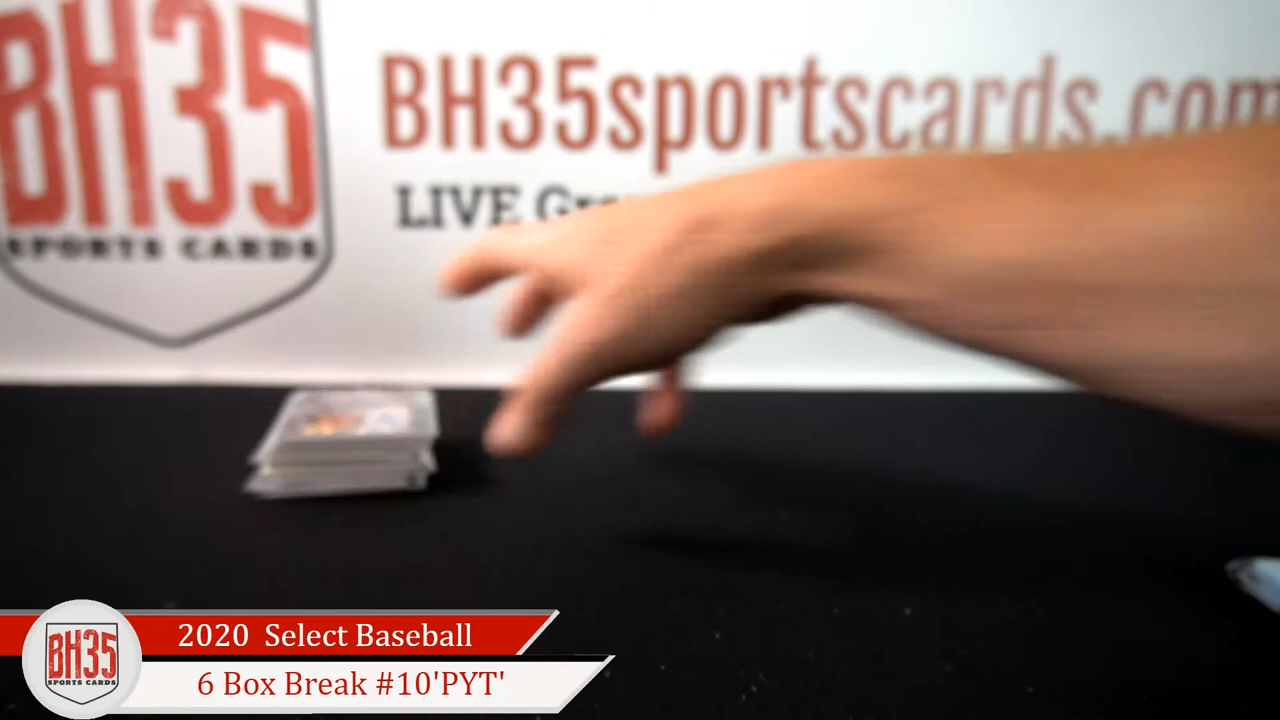 BH35
SPORTS CARDS
BH35sportscards.com
LIVE
2020 Select Baseball
6 Box Break #10'PYT'
BH35
SPORTS CARDS